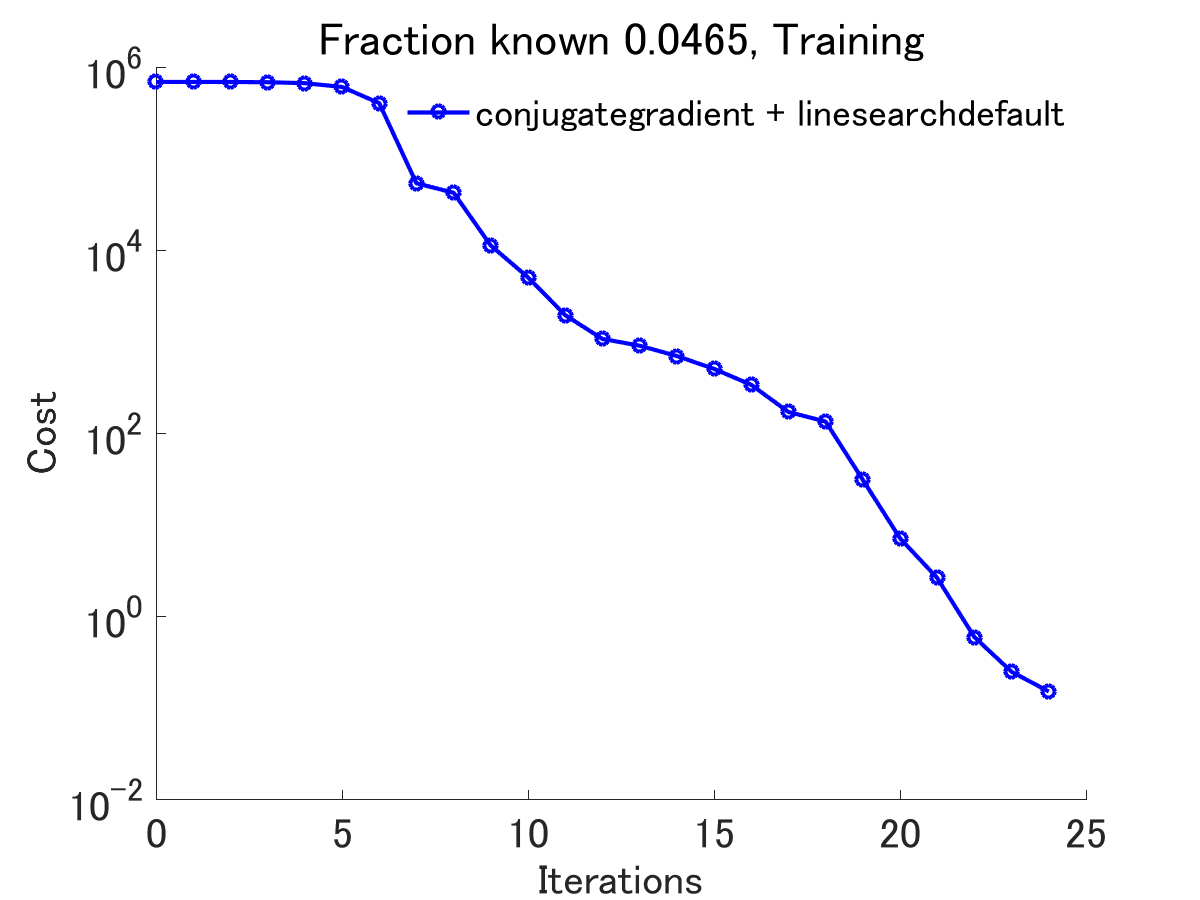 Fraction known 0.0465, Training
conjugategradient + linesearchdefault
10^6
10^4
10^2
10^0
10^-2
Cost
0 5 10 15 20 25
Iterations